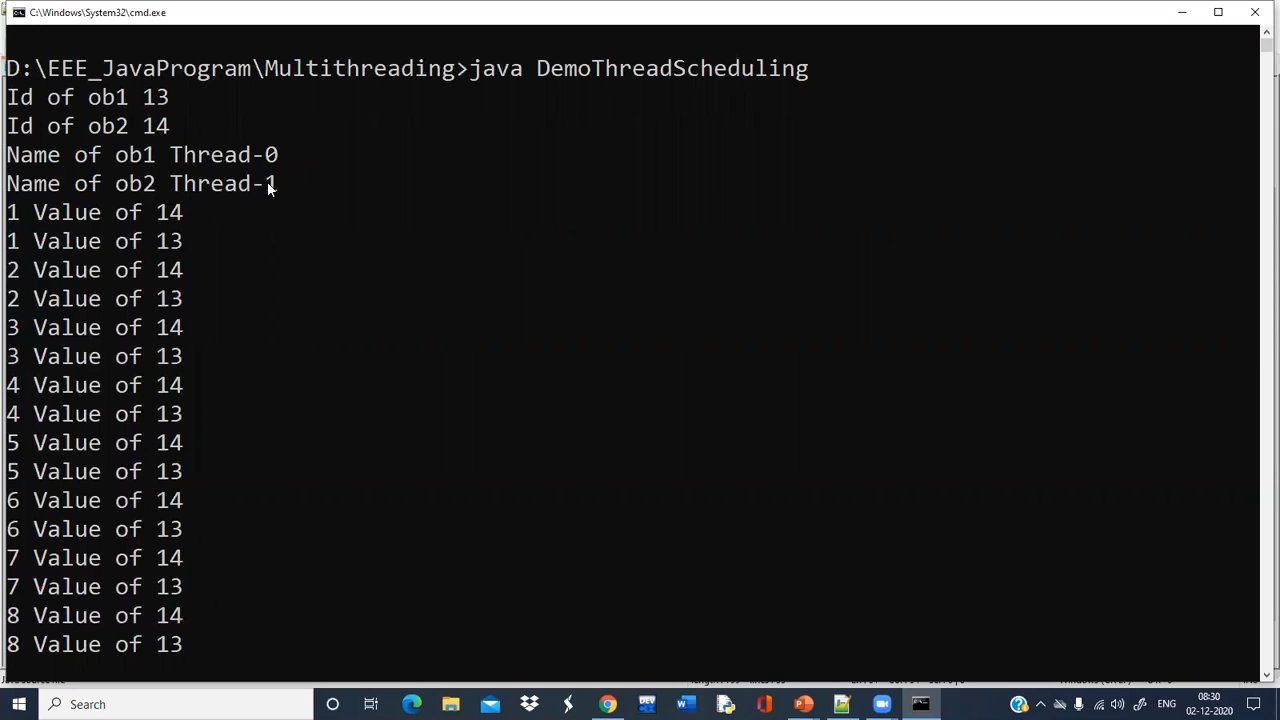 C:\Windows\System32\cmd.exe
D:\EEE_JavaProgram\Multithreading>java DemoThreadScheduling
Id of ob1 13
Id of ob2 14
Name of ob1 Thread-0
Name of ob2 Thread-1
1 Value of 14
1 Value of 13
2 Value of 14
2 Value of 13
3 Value of 14
3 Value of 13
4 Value of 14
4 Value of 13
5 Value of 14
5 Value of 13
6 Value of 14
6 Value of 13
7 Value of 14
7 Value of 13
8 Value of 14
8 Value of 13
Search
ENG
08:30
02-12-2020